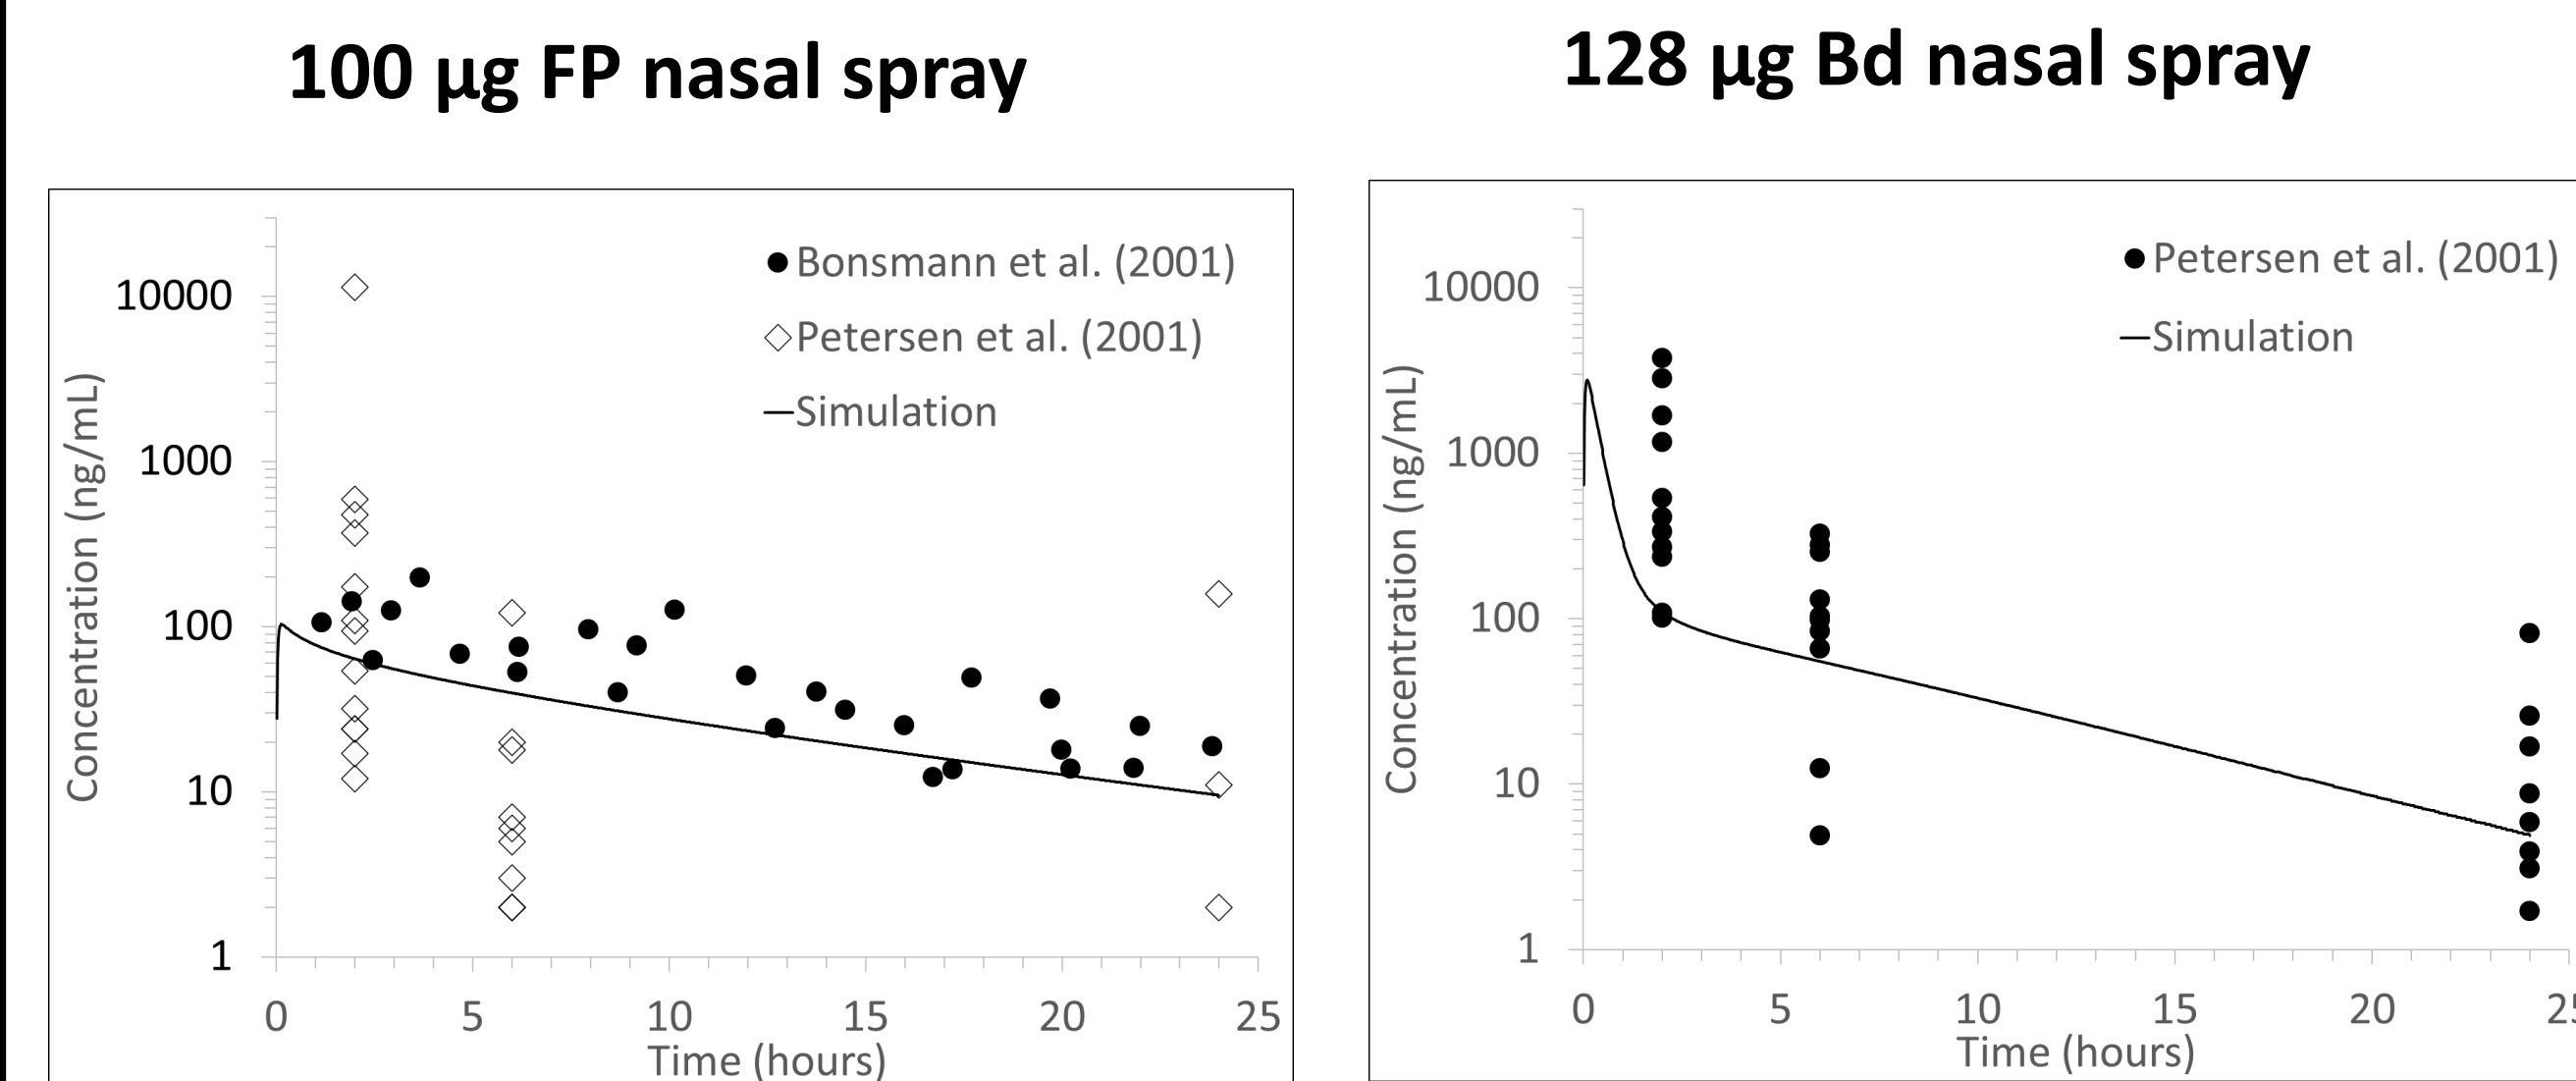 100 µg FP nasal spray
128 µg Bd nasal spray
Concentration (ng/mL)
10000
1000
100
10
1
Bonsmann et al. (2001)
Petersen et al. (2001)
Simulation
0 5 10 15 20 25
Time (hours)
Concentration (ng/mL)
10000
1000
100
10
1
Petersen et al. (2001)
Simulation
0 5 10 15 20
Time (hours)